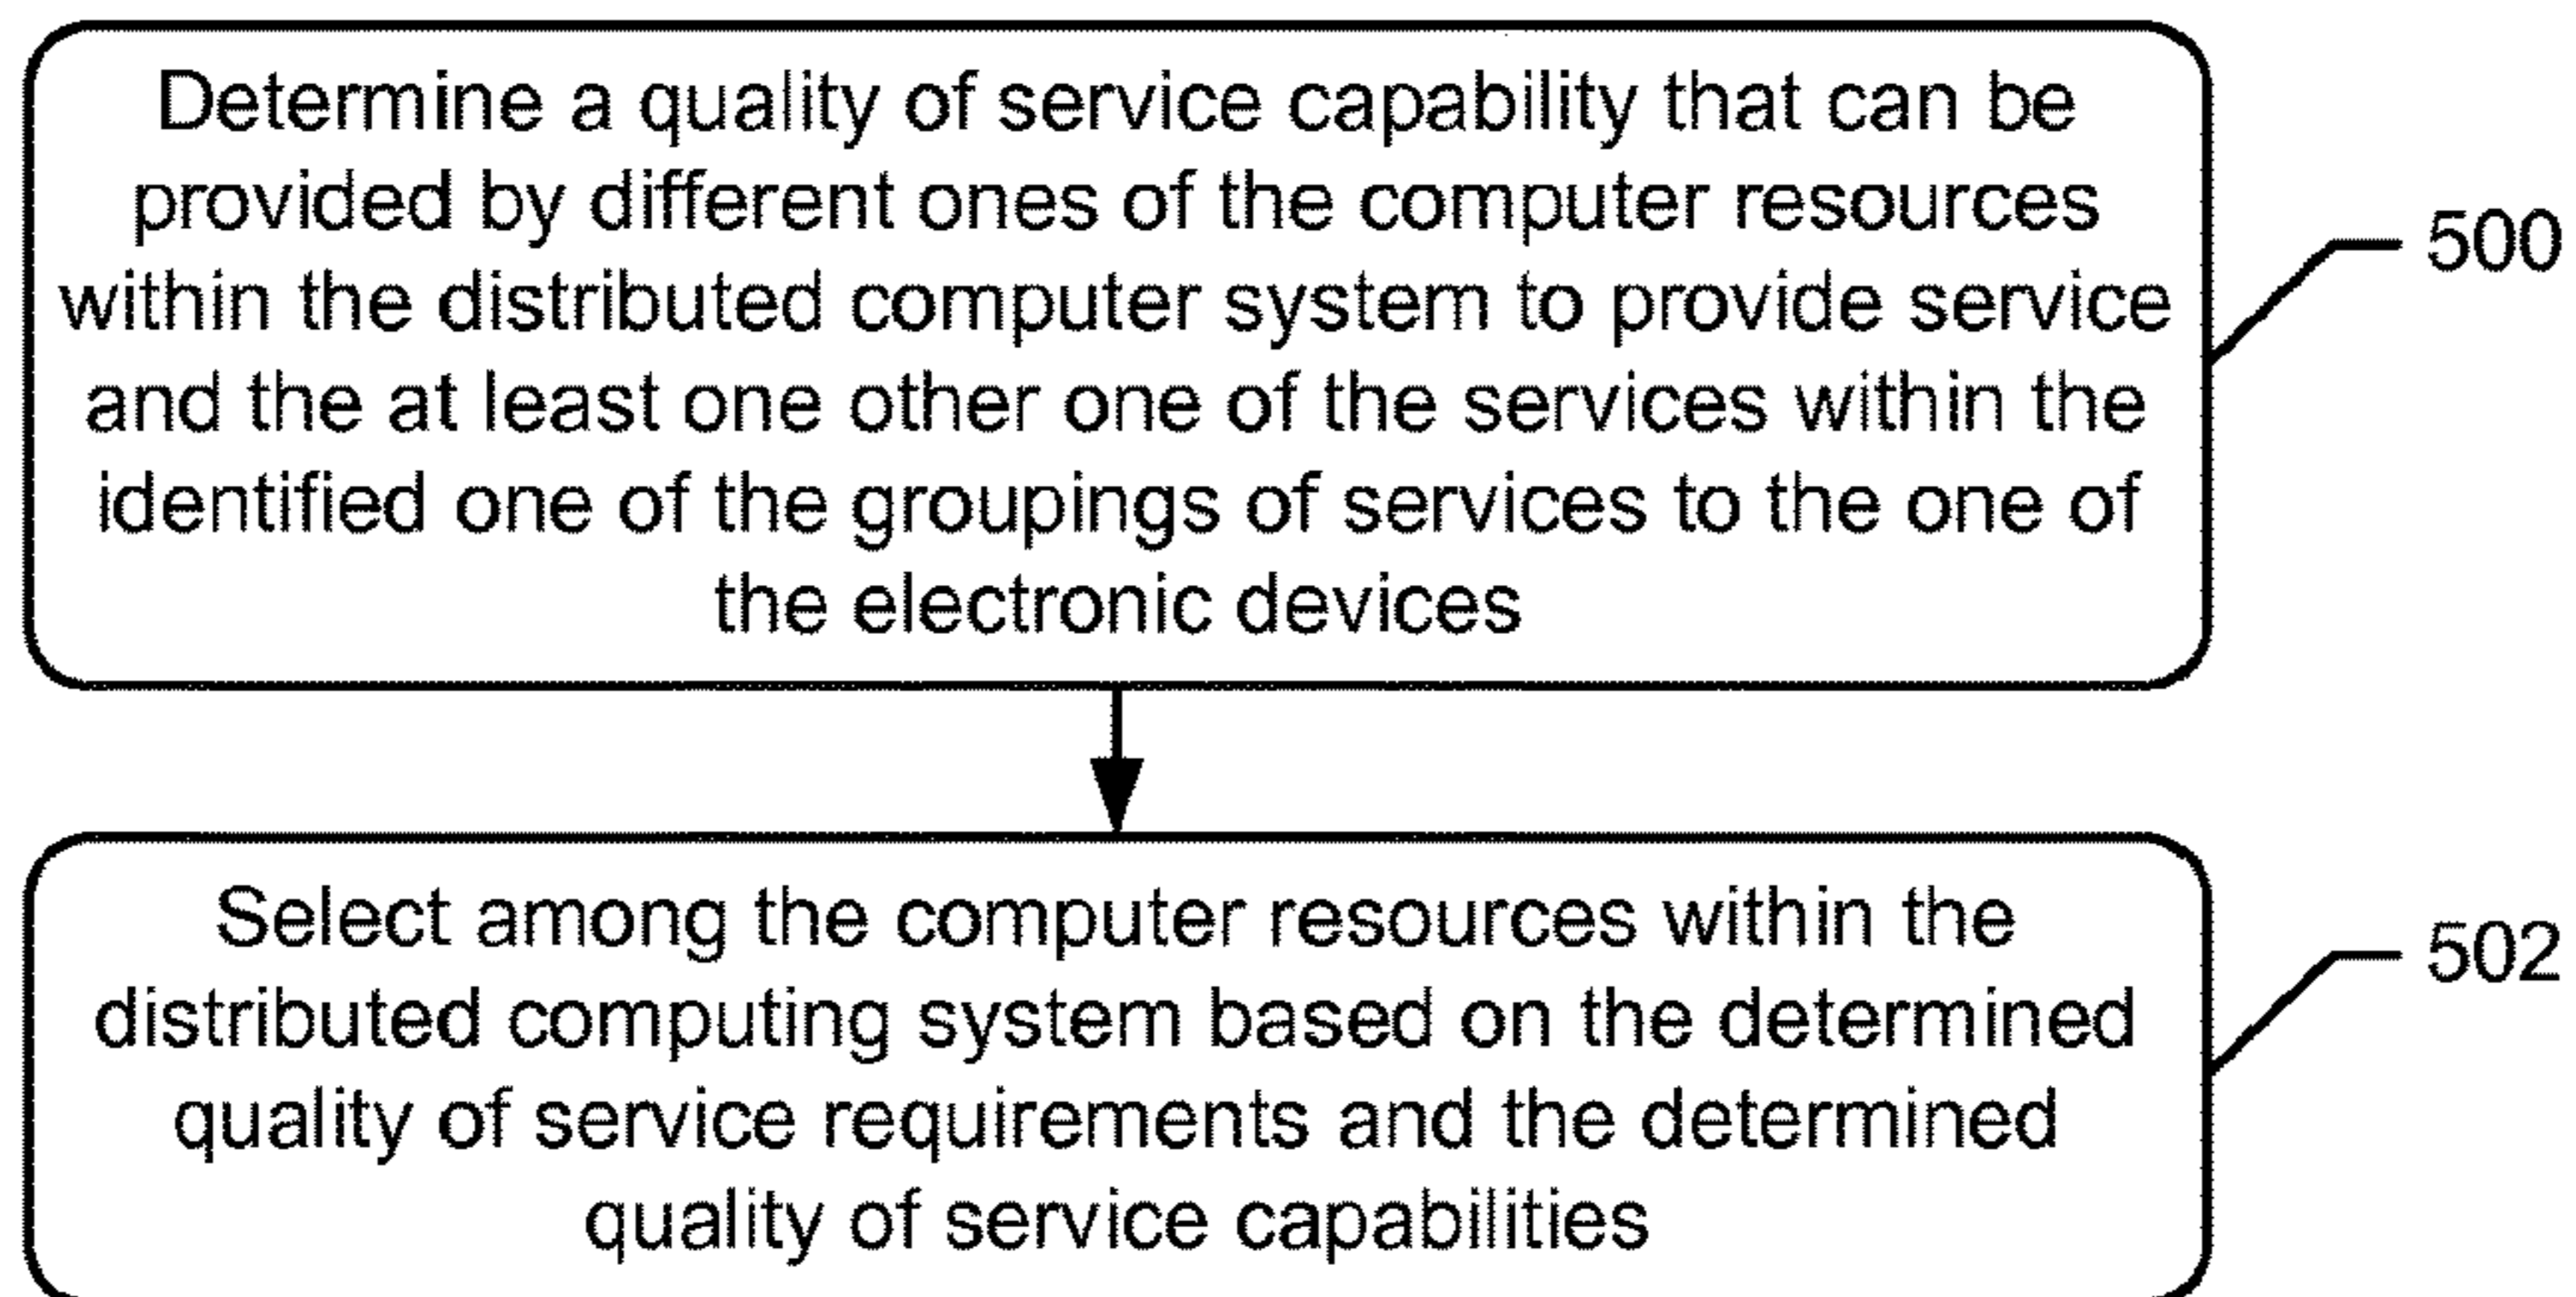 Determine a quality of service capability that can be
provided by different ones of the computer resources
within the distributed computer system to provide service
and the at least one other one of the services within the
identified one of the groupings of services to the one of
the electronic devices
500
Select among the computer resources within the
distributed computing system based on the determined
quality of service requirements and the determined
quality of service capabilities
502